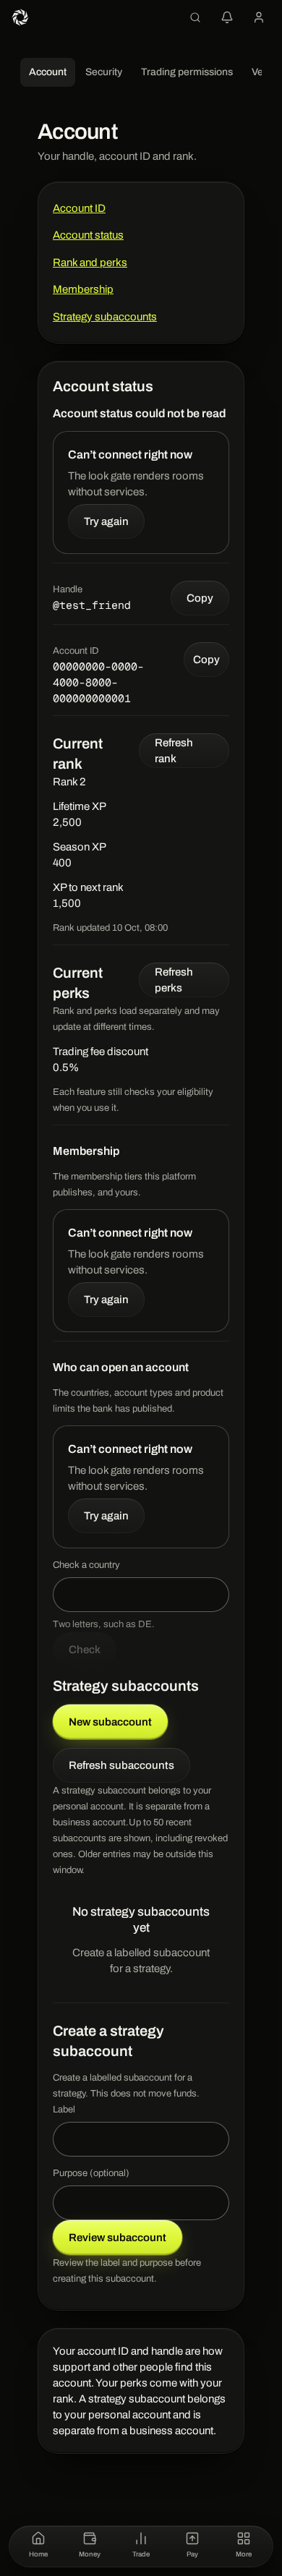 Account
Security
Trading permissions
Ve
Account
Your handle, account ID and rank.
Account ID
Account status
Rank and perks
Membership
Strategy subaccounts
Account status
Account status could not be read
Can't connect right now
The look gate renders rooms
without services.
Try again
Handle
@test_friend
Copy
Account ID
00000000-0000-
4000-8000-
000000000001
Copy
Current
rank
Refresh
rank
Rank 2
Lifetime XP
2,500
Season XP
400
XP to next rank
1,500
Rank updated 10 Oct, 08:00
Current
perks
Refresh
perks
Rank and perks load separately and may
update at different times.
Trading fee discount
0.5%
Each feature still checks your eligibility
when you use it.
Membership
The membership tiers this platform
publishes, and yours.
Can't connect right now
The look gate renders rooms
without services.
Try again
Who can open an account
The countries, account types and product
limits the bank has published.
Can't connect right now
The look gate renders rooms
without services.
Try again
Check a country
Two letters, such as DE.
Check
Strategy subaccounts
New subaccount
Refresh subaccounts
A strategy subaccount belongs to your
personal account. It is separate from a
business account.Up to 50 recent
subaccounts are shown, including revoked
ones. Older entries may be outside this
window.
No strategy subaccounts
yet
Create a labelled subaccount
for a strategy.
Create a strategy
subaccount
Create a labelled subaccount for a
strategy. This does not move funds.
Label
Purpose (optional)
Review subaccount
Review the label and purpose before
creating this subaccount.
Your account ID and handle are how
support and other people find this
account. Your perks come with your
rank. A strategy subaccount belongs
to your personal account and is
separate from a business account.
Home
Money
Trade
Pay
More